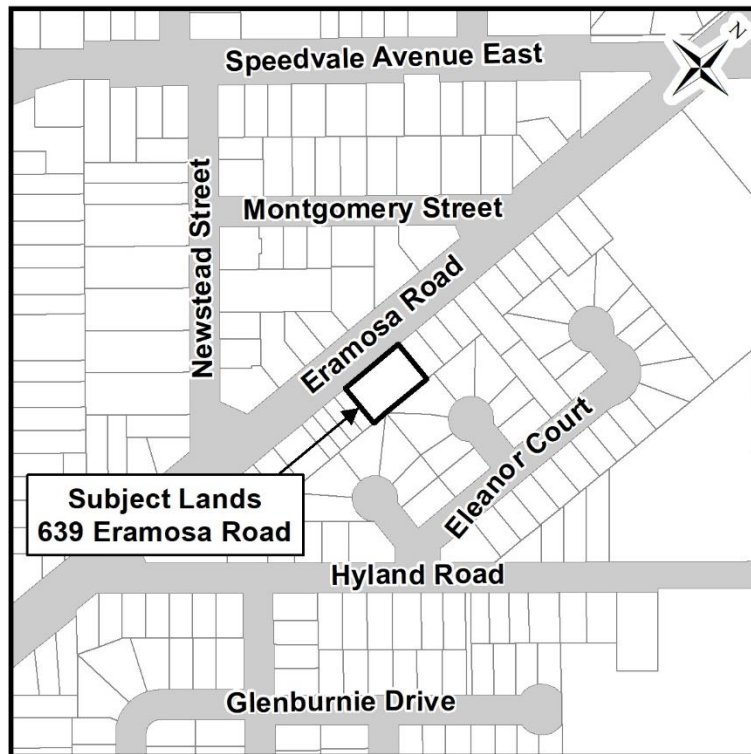 Speedvale Avenue East
N
Newstead Street
Montgomery Street
Eramosa Road
Eleanor Court
Subject Lands
639 Eramosa Road
Hyland Road
Glenburnie Drive